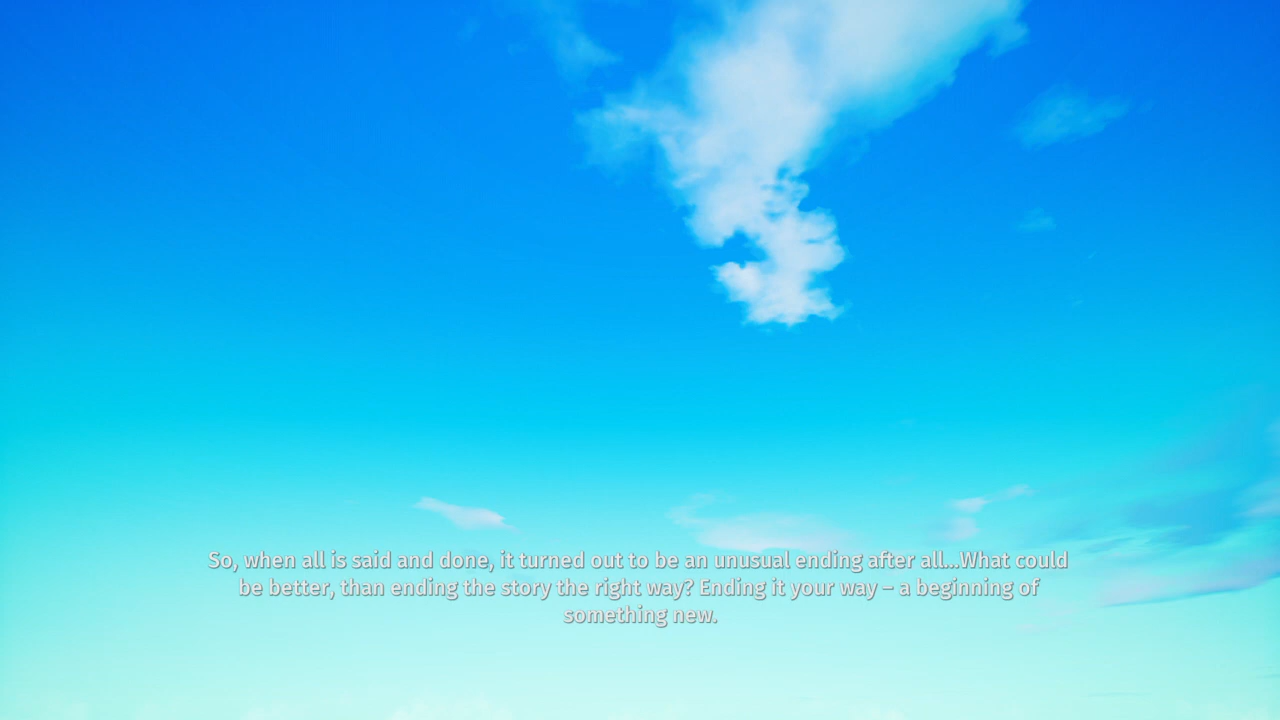 So, when all is said and done, it turned out to be an unusual ending after all...What could
be better, than ending the story the right way? Ending it your way – a beginning of
something new.